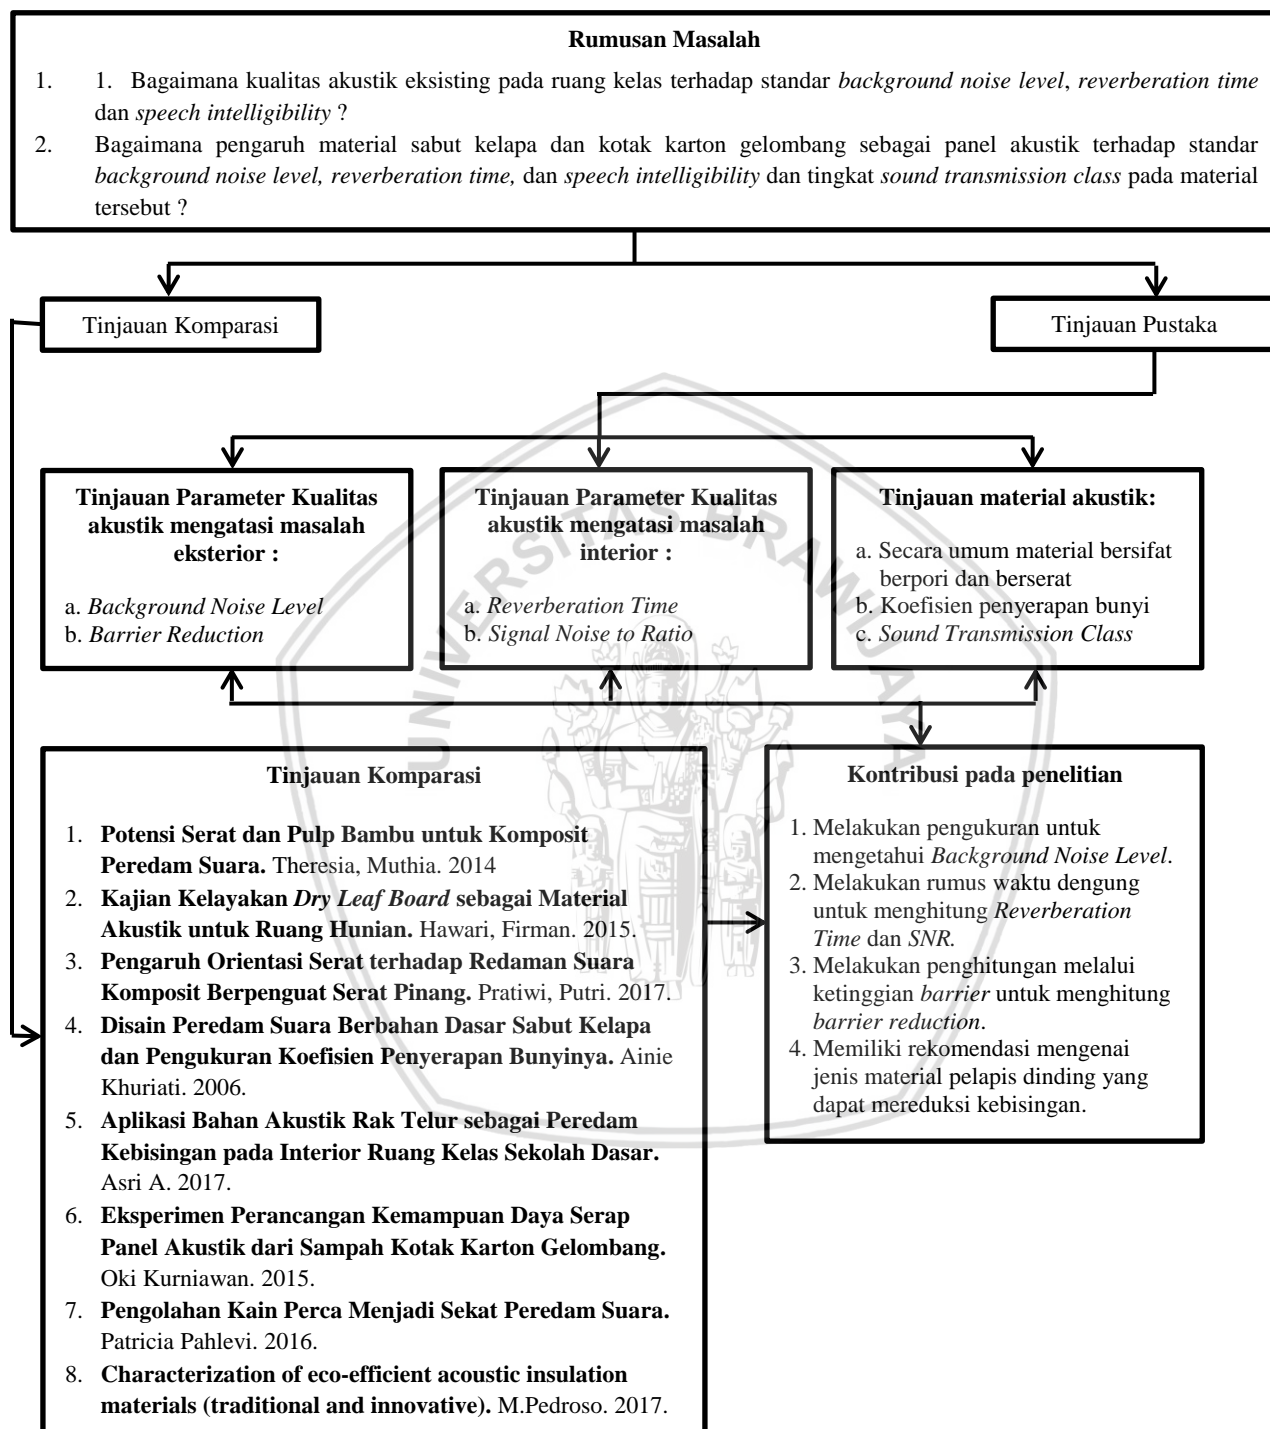 Rumusan Masalah
1. 1. Bagaimana kualitas akustik eksisting pada ruang kelas terhadap standar background noise level, reverberation time
dan speech intelligibility ?
2. Bagaimana pengaruh material sabut kelapa dan kotak karton gelombang sebagai panel akustik terhadap standar
background noise level, reverberation time, dan speech intelligibility dan tingkat sound transmission class pada material
tersebut ?
Tinjauan Komparasi
Tinjauan Pustaka
Tinjauan Parameter Kualitas
akustik mengatasi masalah
eksterior :
a. Background Noise Level
b. Barrier Reduction
Tinjauan Parameter Kualitas
akustik mengatasi masalah
interior :
a. Reverberation Time
b. Signal Noise to Ratio
Tinjauan material akustik:
a. Secara umum material bersifat
berpori dan berserat
b. Koefisien penyerapan bunyi
c. Sound Transmission Class
Tinjauan Komparasi
1. Potensi Serat dan Pulp Bambu untuk Komposit
Peredam Suara. Theresia, Muthia. 2014
2. Kajian Kelayakan Dry Leaf Board sebagai Material
Akustik untuk Ruang Hunian. Hawari, Firman. 2015.
3. Pengaruh Orientasi Serat terhadap Redaman Suara
Komposit Berpenguat Serat Pinang. Pratiwi, Putri. 2017.
4. Disain Peredam Suara Berbahan Dasar Sabut Kelapa
dan Pengukuran Koefisien Penyerapan Bunyinya. Ainie
Khuriati. 2006.
5. Aplikasi Bahan Akustik Rak Telur sebagai Peredam
Kebisingan pada Interior Ruang Kelas Sekolah Dasar.
Asri A. 2017.
6. Eksperimen Perancangan Kemampuan Daya Serap
Panel Akustik dari Sampah Kotak Karton Gelombang.
Oki Kurniawan. 2015.
7. Pengolahan Kain Perca Menjadi Sekat Peredam Suara.
Patricia Pahlevi. 2016.
8. Characterization of eco-efficient acoustic insulation
materials (traditional and innovative). M.Pedroso. 2017.
Kontribusi pada penelitian
1. Melakukan pengukuran untuk
mengetahui Background Noise Level.
2. Melakukan rumus waktu dengung
untuk menghitung Reverberation
Time dan SNR.
3. Melakukan penghitungan melalui
ketinggian barrier untuk menghitung
barrier reduction.
4. Memiliki rekomendasi mengenai
jenis material pelapis dinding yang
dapat mereduksi kebisingan.
UNIVERSITAS BRAWIJAYA